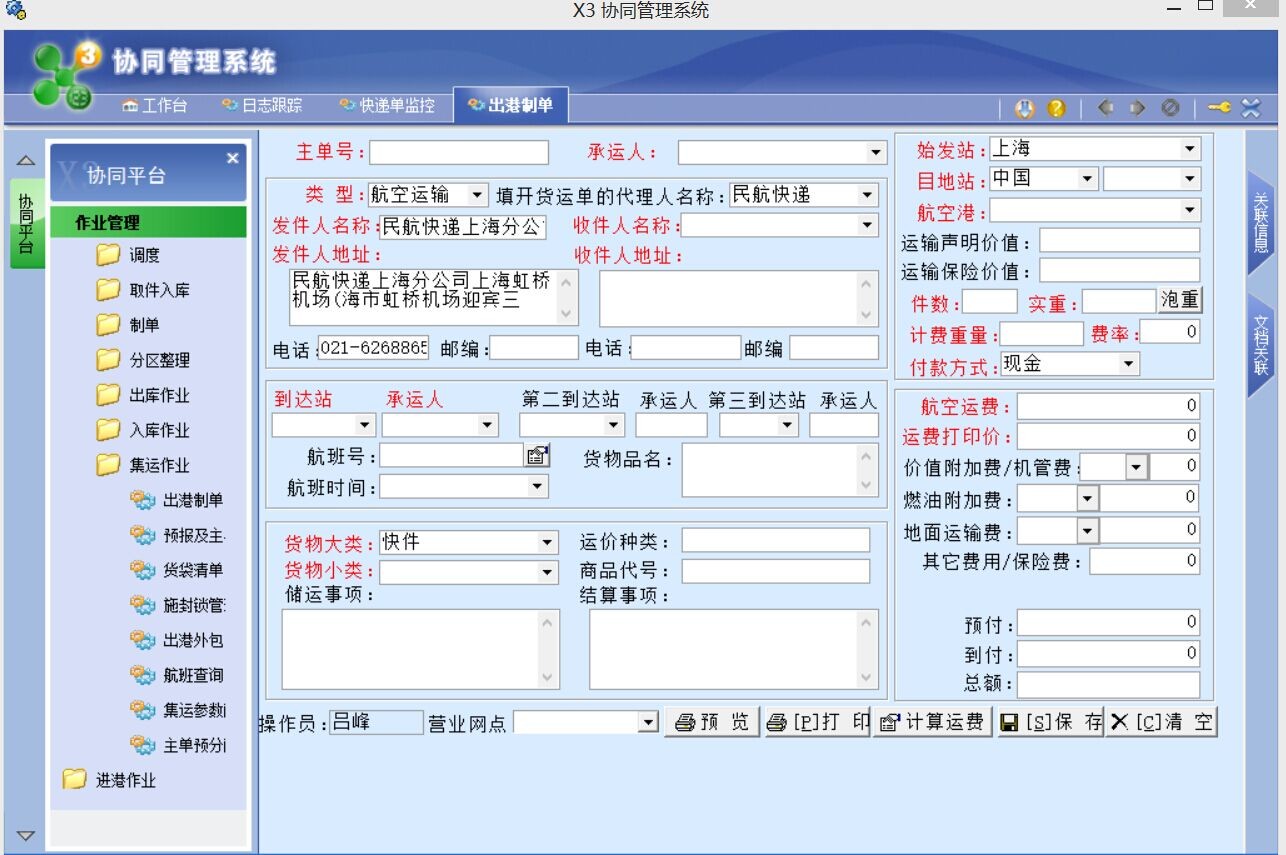 X3 协同管理系统
3 协同管理系统
工作台 日志跟踪 快递单监控 出港制单
X3 协同平台
协同平台
作业管理
调度
取件入库
制单
分区整理
出库作业
入库作业
集运作业
出港制单
预报及主
货袋清单
施封锁管
出港外包
航班查询
集运参数
主单预分
进港作业
主单号: 承运人:
类 型: 航空运输 填开货运单的代理人名称: 民航快递
发件人名称: 民航快递上海分公 收件人名称:
发件人地址: 收件人地址:
民航快递上海分公司上海虹桥
机场(海市虹桥机场迎宾三
电话: 021-6268865 邮编: 电话: 邮编
到达站 承运人 第二到达站 承运人 第三到达站 承运人
航班号: 货物品名:
航班时间:
货物大类: 快件 运价种类:
货物小类: 商品代号:
储运事项: 结算事项:
操作员: 吕峰 营业网点 预 览 [P]打 印 计算运费 [S]保 存 [C]清 空
始发站: 上海
目地站: 中国
航空港:
运输声明价值:
运输保险价值:
件数: 实重: 泡重
计费重量: 费率: 0
付款方式: 现金
航空运费: 0
运费打印价: 0
价值附加费/机管费: 0
燃油附加费: 0
地面运输费: 0
其它费用/保险费: 0
预付: 0
到付: 0
总额:
关联信息
文档关联